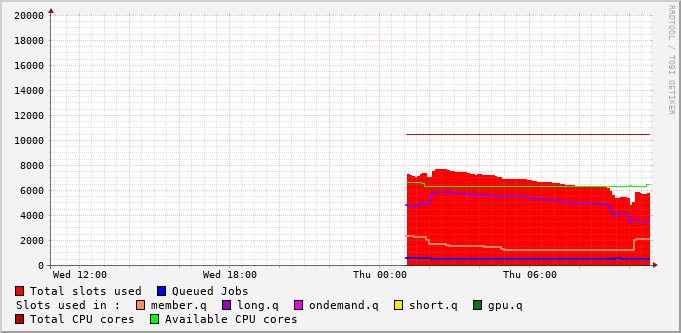 RRDTOOL / TOBI OETIKER
20000
18000
16000
14000
12000
10000
8000
6000
4000
2000
0
Wed 12:00 Wed 18:00 Thu 00:00 Thu 06:00
Total slots used Queued Jobs
Slots used in : member.q long.q ondemand.q short.q gpu.q
Total CPU cores Available CPU cores